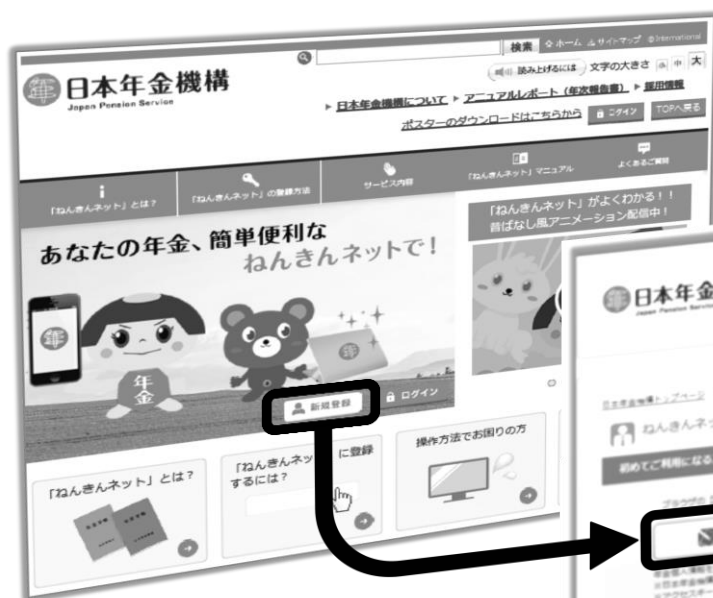 検索 ホーム サイトマップ International
読み上げるには 文字の大きさ 小 中 大
年 日本年金機構
Japan Pension Service
日本年金機構について アニュアルレポート（年次報告書） 採用情報
ポスターのダウンロードはこちらから ログイン TOPへ戻る
「ねんきんネット」とは？
「ねんきんネット」の登録方法
サービス内容
「ねんきんネット」マニュアル
よくあるご質問
あなたの年金、簡単便利な
ねんきんネットで！
年
年金
年
新規登録
ログイン
「ねんきんネット」がよくわかる！！
昔ばなし風アニメーション配信中！
「ねんきんネット」とは？
「ねんきんネッ に登録
するには？
操作方法でお困りの方
年 日本年金
Japan Pension Service
日本年金機構トップページ
ねんきんネッ
初めてご利用になる
ブラウザの